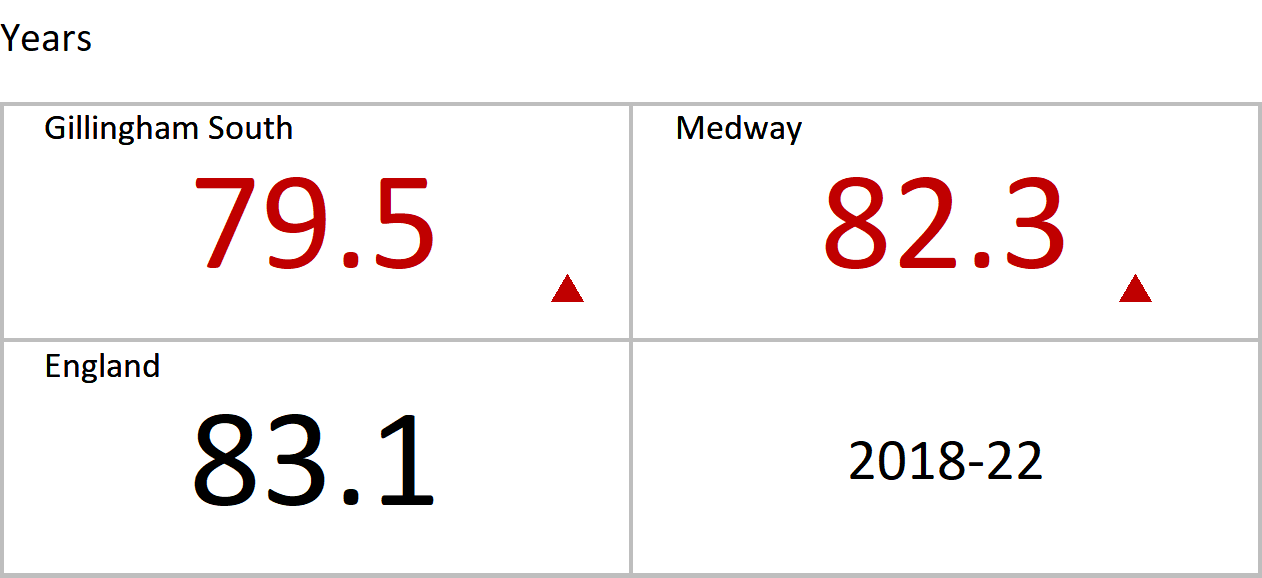 Years
Gillingham South
79.5
Medway
82.3
England
83.1
2018-22